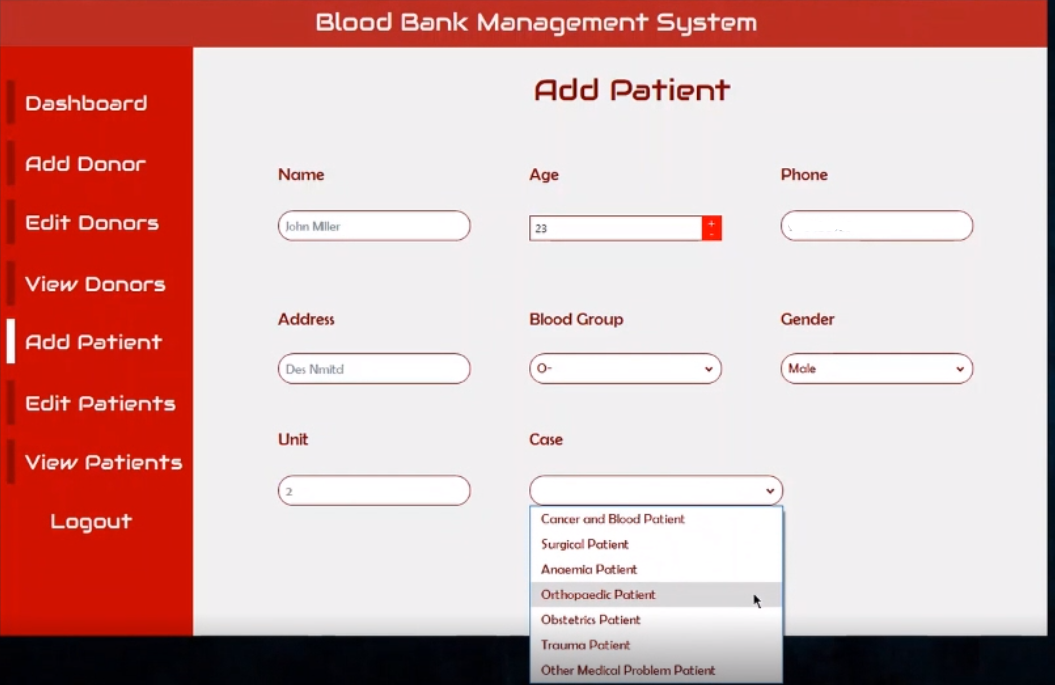 Blood Bank Management System
Dashboard
Add Donor
Edit Donors
View Donors
Add Patient
Edit Patients
View Patients
Logout
Add Patient
Name
Age
Phone
John Miller
23
+
-
Address
Blood Group
Gender
Des Nmitd
O-
Male
Unit
Case
2
Cancer and Blood Patient
Surgical Patient
Anaemia Patient
Orthopaedic Patient
Obstetrics Patient
Trauma Patient
Other Medical Problem Patient